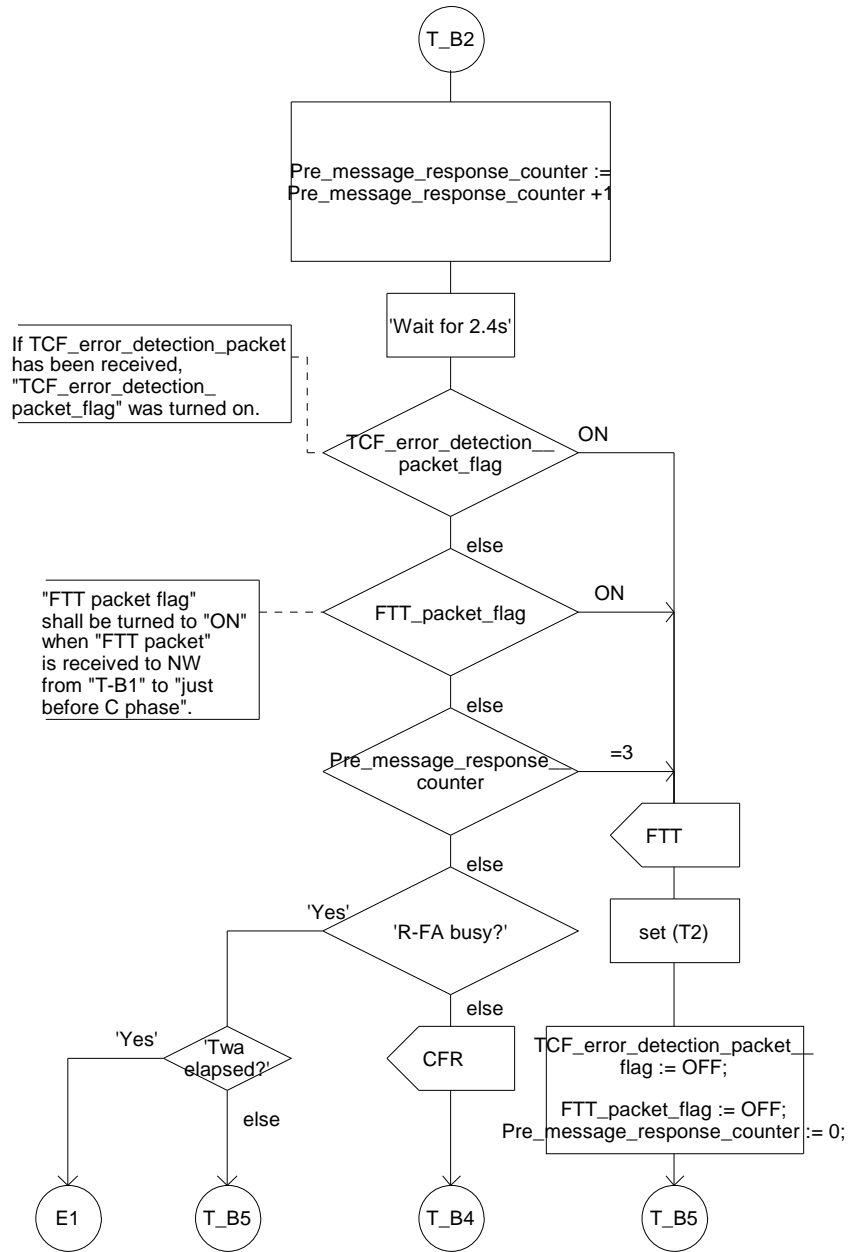 T_B2
Pre_message_response_counter :=
Pre_message_response_counter +1
'Wait for 2.4s'
If TCF_error_detection_packet
has been received,
"TCF_error_detection_
packet_flag" was turned on.
TCF_error_detection__
packet_flag
ON
else
"FTT packet flag"
shall be turned to "ON"
when "FTT packet"
is received to NW
from "T-B1" to "just
before C phase".
FTT_packet_flag
ON
else
Pre_message_response__
counter
=3
else
FTT
'R-FA busy?'
'Yes'
set (T2)
else
'Twa
elapsed?'
'Yes'
else
CFR
TCF_error_detection_packet__
flag := OFF;
FTT_packet_flag := OFF;
Pre_message_response_counter := 0;
E1
T_B5
T_B4
T_B5